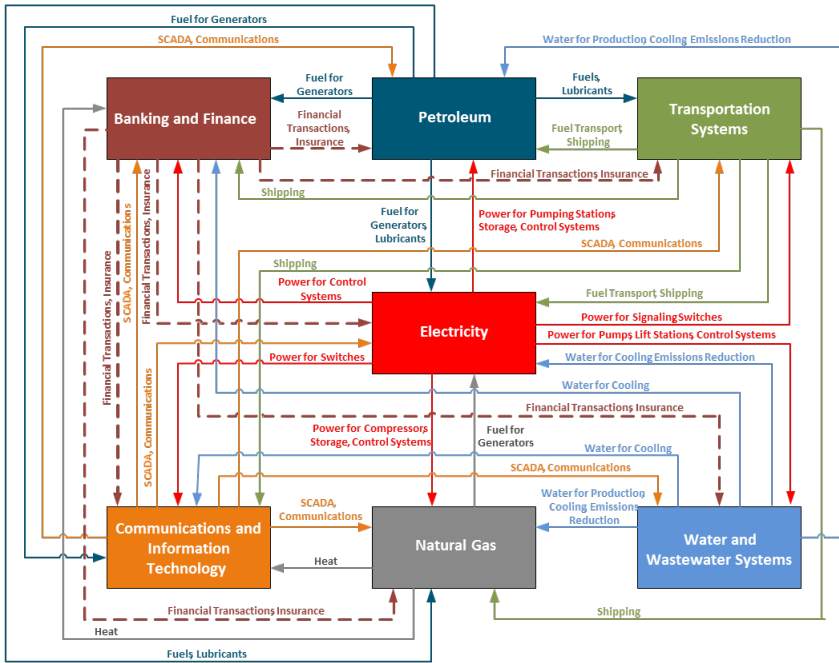 Fuel for Generators
SCADA, Communications
Water for Production, Cooling Emissions Reduction
Banking and Finance
Fuel for
Generators
Financial
Transactions,
Insurance
Petroleum
Fuels,
Lubricants
Fuel Transport, Shipping
Transportation
Systems
Financial Transactions Insurance
Shipping
Fuel for
Generators,
Lubricants
Power for Pumping Stations,
Storage, Control Systems
SCADA, Communications
Shipping
Financial Transactions, Insurance
SCADA, Communications
Financial Transactions, Insurance
Power for Control
Systems
Fuel Transport, Shipping
Electricity
Power for Signaling Switches
Power for Pumps, Lift Stations, Control Systems
Power for Switches
Water for Cooling Emissions Reduction
SCADA, Communications
Water for Cooling
Financial Transactions Insurance
Power for Compressors,
Storage, Control Systems
Fuel for
Generators
Water for Cooling
SCADA, Communications
Communications and
Information
Technology
SCADA,
Communications
Heat
Natural Gas
Water for Production,
Cooling Emissions
Reduction
Water and
Wastewater Systems
Financial Transactions Insurance
Shipping
Heat
Fuels, Lubricants